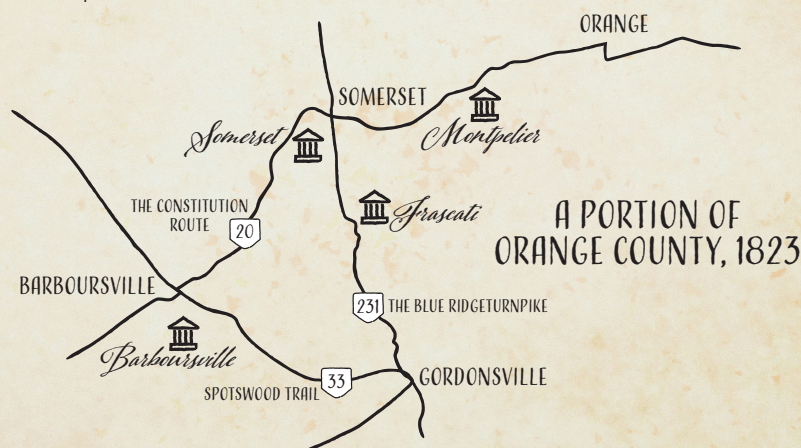 ORANGE
SOMERSET
Somerset
Montpelier
THE CONSTITUTION
ROUTE
20
Frascati
A PORTION OF
ORANGE COUNTY, 1823
BARBOURSVILLE
231
THE BLUE RIDGETURNPIKE
Barboursville
SPOTSWOOD TRAIL
33
GORDONSVILLE